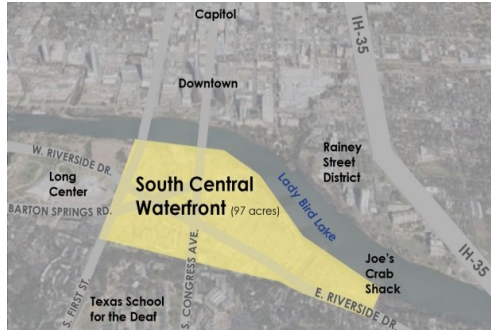 Capitol
IH-35
Downtown
W. RIVERSIDE DR.
Rainey
Street
District
Long
Center
South Central
Waterfront (97 acres)
Lady Bird Lake
BARTON SPRINGS RD.
S. CONGRESS AVE.
Joe's
Crab
Shack
IH-35
S. FIRST ST.
Texas School
for the Deaf
E. RIVERSIDE DR.